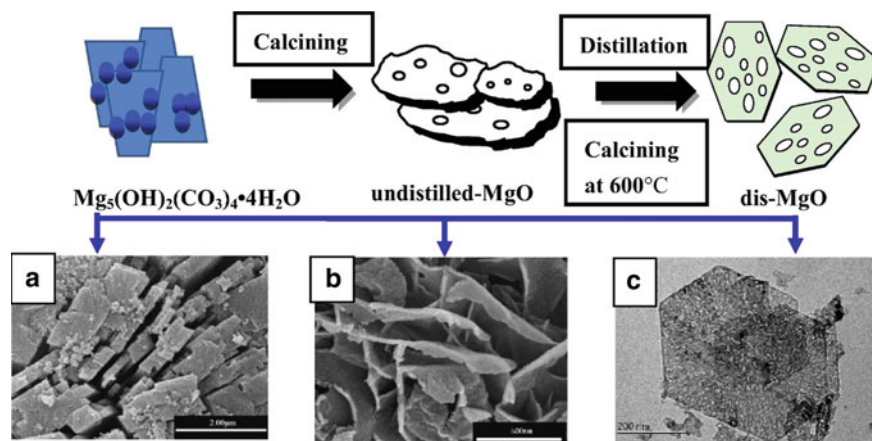 Calcining
Distillation
Calcining
at 600°C
Mg₅(OH)₂(CO₃)₄•4H₂O
undistilled-MgO
dis-MgO
a
b
c
2.00μm
500nm
200 nm